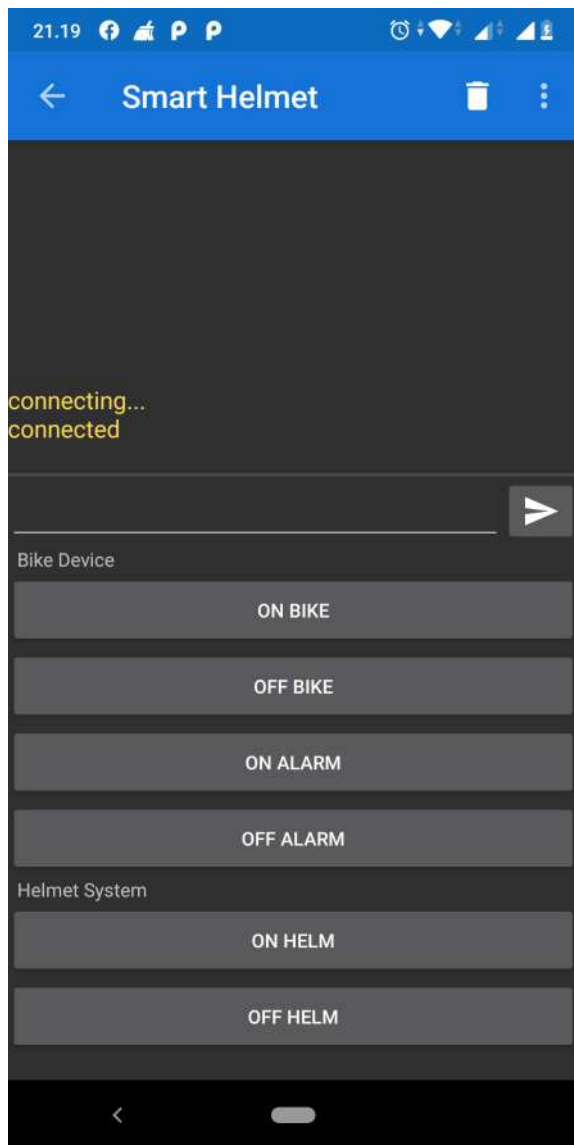 21.19
Smart Helmet
connecting...
connected
Bike Device
ON BIKE
OFF BIKE
ON ALARM
OFF ALARM
Helmet System
ON HELM
OFF HELM